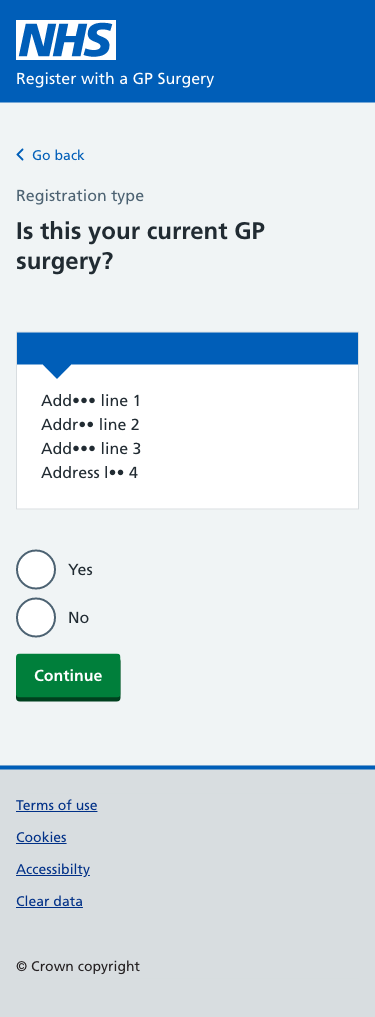 NHS
Register with a GP Surgery
Go back
Registration type
Is this your current GP
surgery?
Add••• line 1
Addr•• line 2
Add••• line 3
Address l•• 4
Yes
No
Continue
Terms of use
Cookies
Accessibilty
Clear data
© Crown copyright